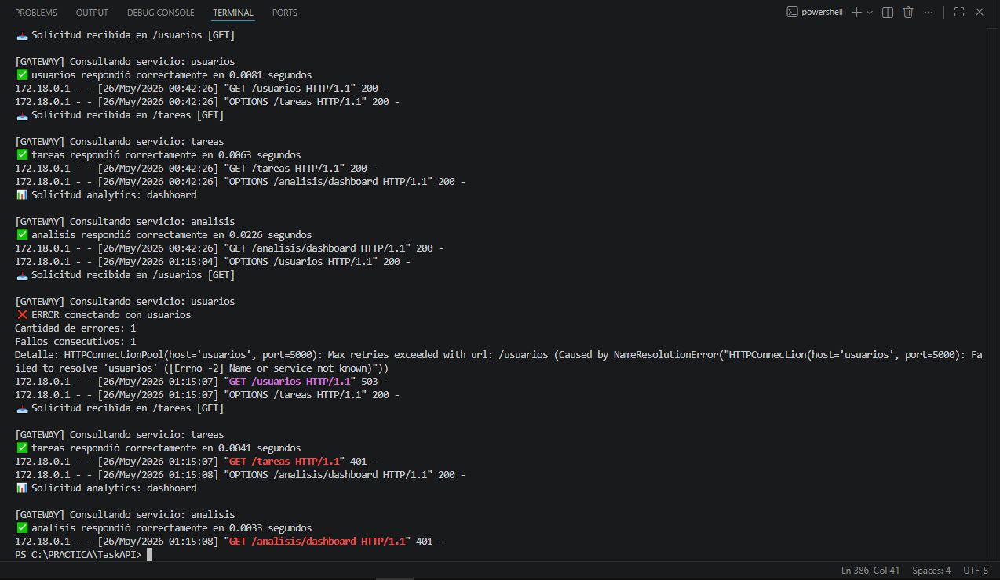 PROBLEMS OUTPUT DEBUG CONSOLE TERMINAL PORTS powershell
📥 Solicitud recibida en /usuarios [GET]
[GATEWAY] Consultando servicio: usuarios
✅ usuarios respondió correctamente en 0.0081 segundos
172.18.0.1 - - [26/May/2026 00:42:26] "GET /usuarios HTTP/1.1" 200 -
172.18.0.1 - - [26/May/2026 00:42:26] "OPTIONS /tareas HTTP/1.1" 200 -
📥 Solicitud recibida en /tareas [GET]
[GATEWAY] Consultando servicio: tareas
✅ tareas respondió correctamente en 0.0063 segundos
172.18.0.1 - - [26/May/2026 00:42:26] "GET /tareas HTTP/1.1" 200 -
172.18.0.1 - - [26/May/2026 00:42:26] "OPTIONS /analisis/dashboard HTTP/1.1" 200 -
📊 Solicitud analytics: dashboard
[GATEWAY] Consultando servicio: analisis
✅ analisis respondió correctamente en 0.0226 segundos
172.18.0.1 - - [26/May/2026 00:42:26] "GET /analisis/dashboard HTTP/1.1" 200 -
172.18.0.1 - - [26/May/2026 01:15:04] "OPTIONS /usuarios HTTP/1.1" 200 -
📥 Solicitud recibida en /usuarios [GET]
[GATEWAY] Consultando servicio: usuarios
❌ ERROR conectando con usuarios
Cantidad de errores: 1
Fallos consecutivos: 1
Detalle: HTTPConnectionPool(host='usuarios', port=5000): Max retries exceeded with url: /usuarios (Caused by NameResolutionError("HTTPConnection(host='usuarios', port=5000): Fa
iled to resolve 'usuarios' ([Errno -2] Name or service not known)"))
172.18.0.1 - - [26/May/2026 01:15:07] "GET /usuarios HTTP/1.1" 503 -
172.18.0.1 - - [26/May/2026 01:15:07] "OPTIONS /tareas HTTP/1.1" 200 -
📥 Solicitud recibida en /tareas [GET]
[GATEWAY] Consultando servicio: tareas
✅ tareas respondió correctamente en 0.0041 segundos
172.18.0.1 - - [26/May/2026 01:15:07] "GET /tareas HTTP/1.1" 401 -
172.18.0.1 - - [26/May/2026 01:15:08] "OPTIONS /analisis/dashboard HTTP/1.1" 200 -
📊 Solicitud analytics: dashboard
[GATEWAY] Consultando servicio: analisis
✅ analisis respondió correctamente en 0.0033 segundos
172.18.0.1 - - [26/May/2026 01:15:08] "GET /analisis/dashboard HTTP/1.1" 401 -
PS C:\PRACTICA\TaskAPI>
Ln 386, Col 41 Spaces: 4 UTF-8